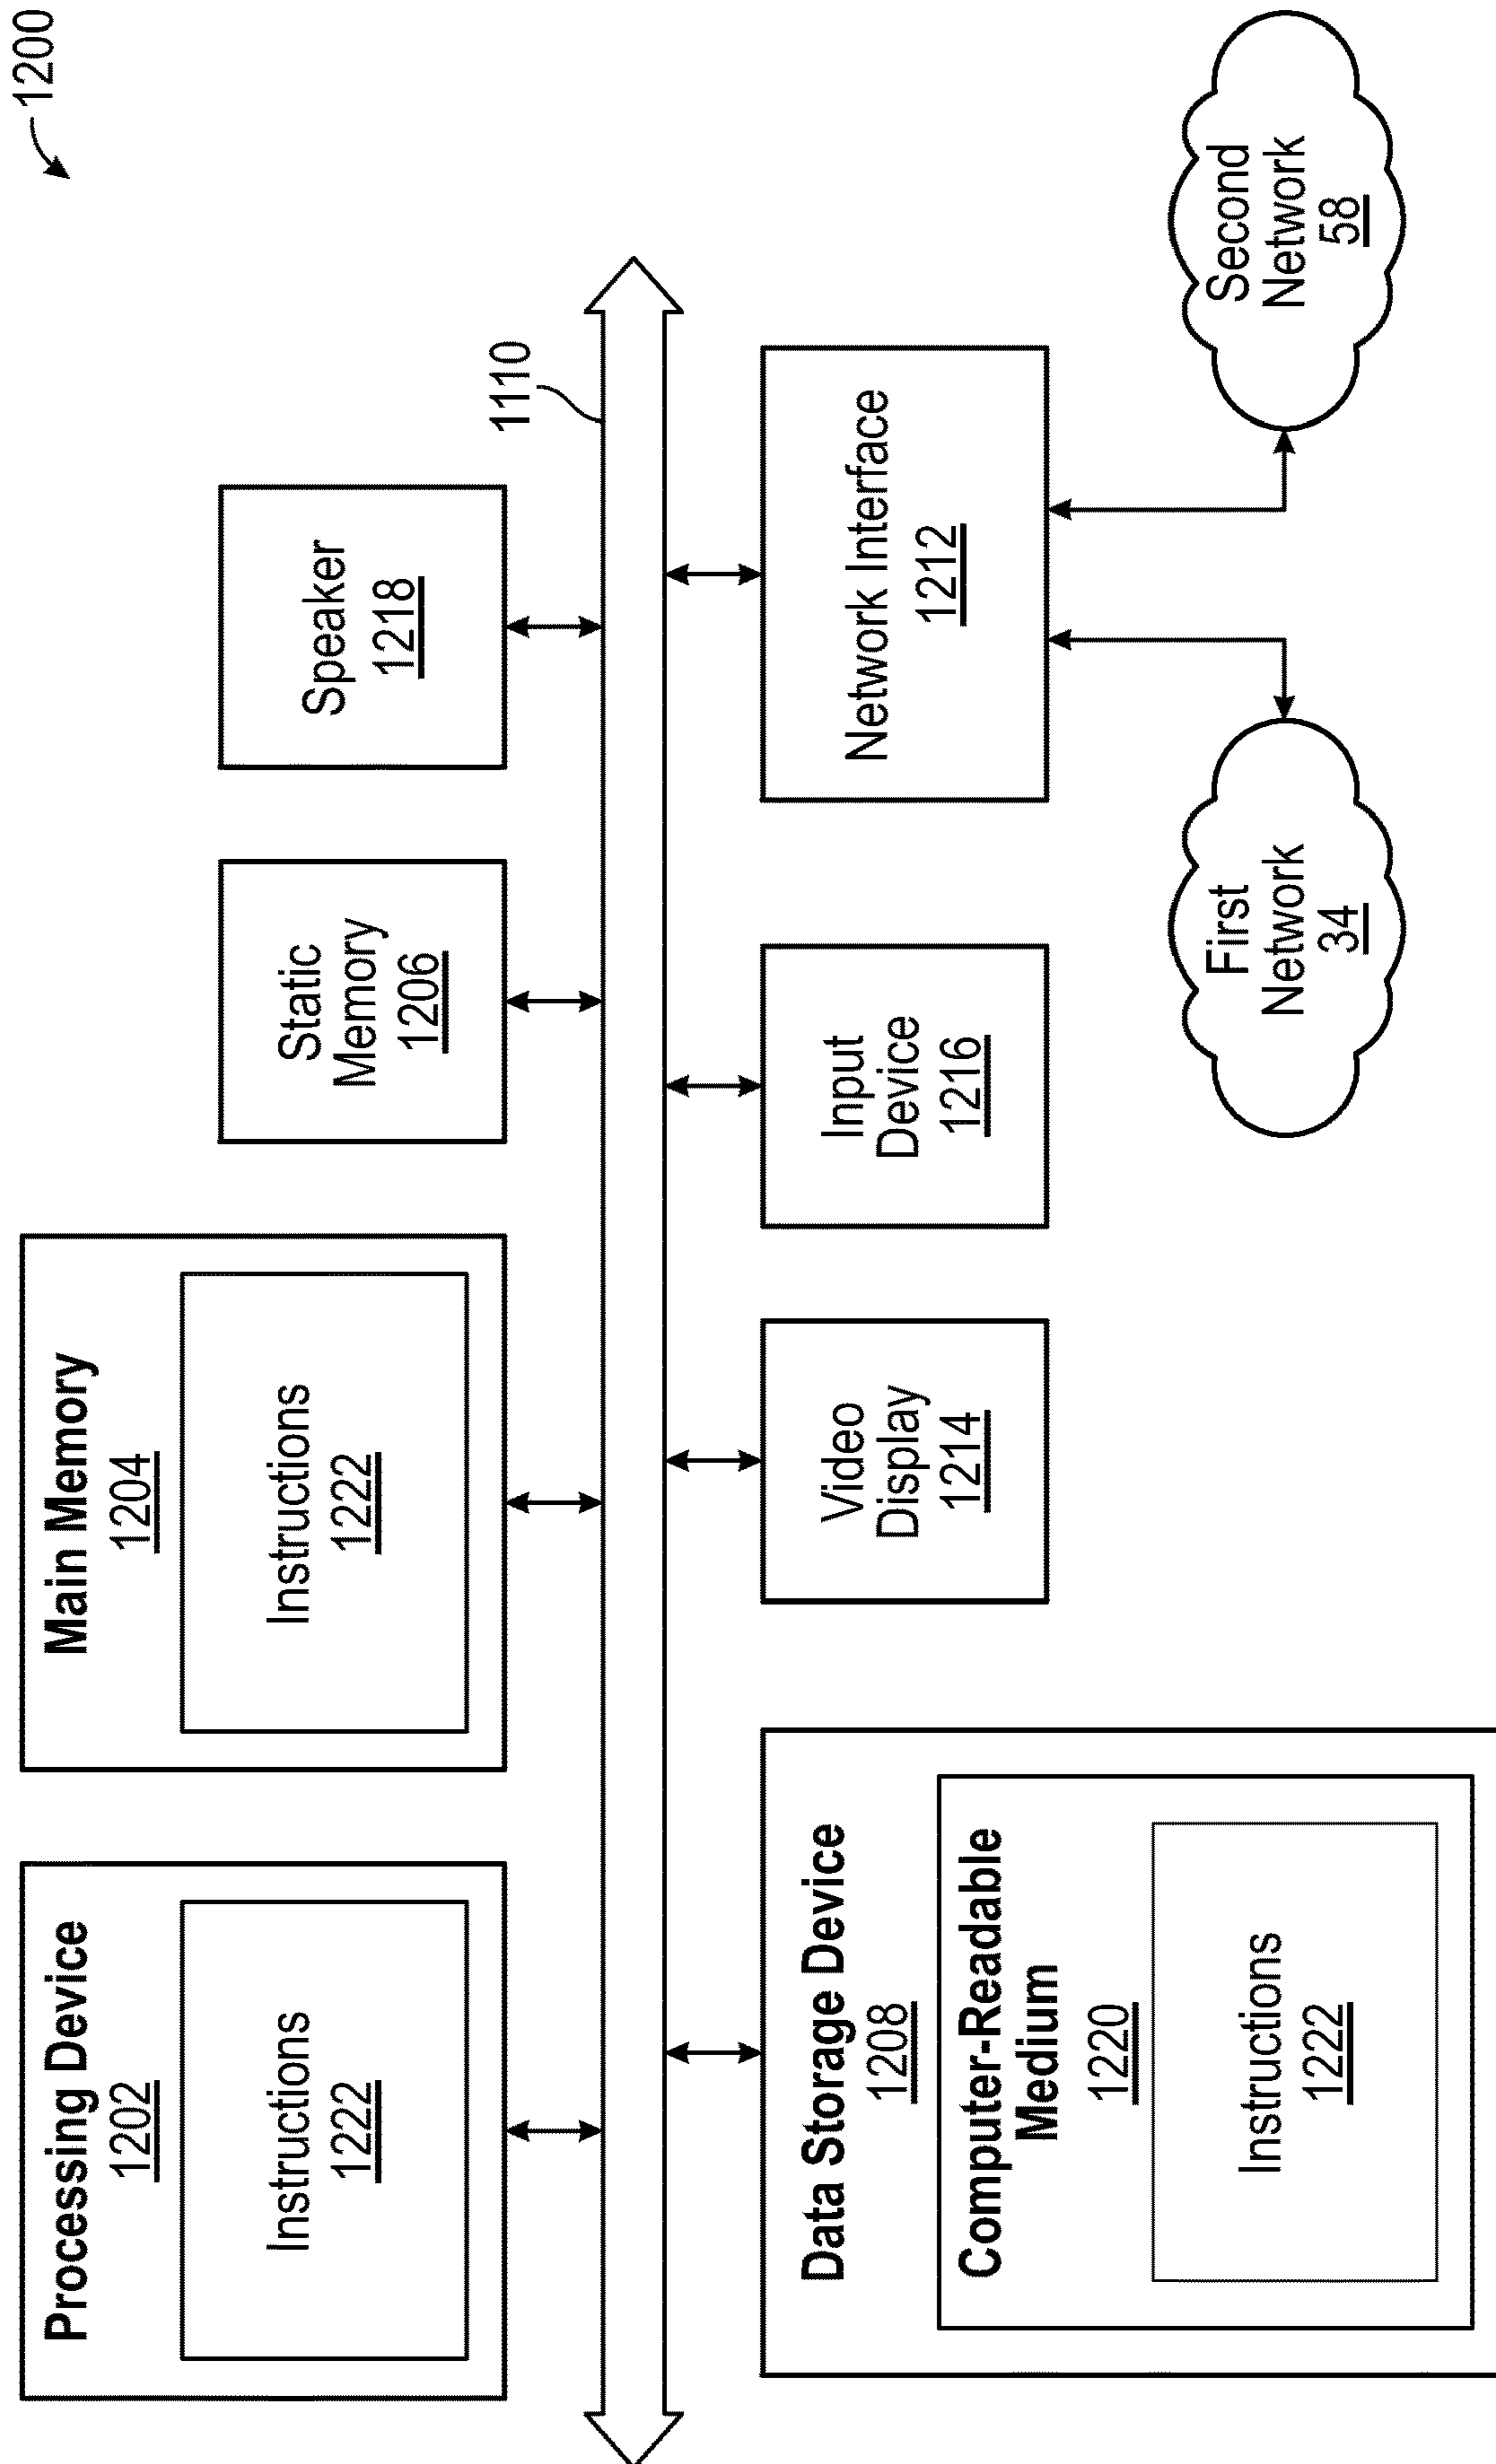 1200
Processing Device
1202
Instructions
1222
Main Memory
1204
Instructions
1222
Static
Memory
1206
Speaker
1218
1110
Data Storage Device
1208
Computer-Readable
Medium
1220
Instructions
1222
Video
Display
1214
Input
Device
1216
Network Interface
1212
First
Network
34
Second
Network
58